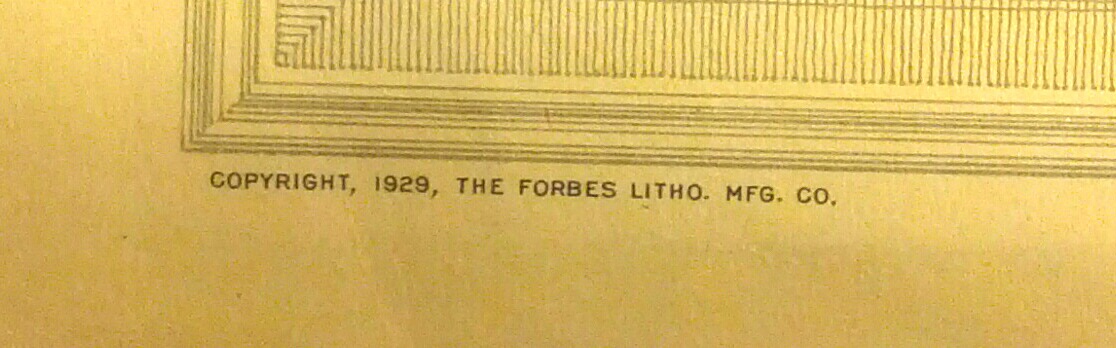 COPYRIGHT, 1929, THE FORBES LITHO. MFG. CO.